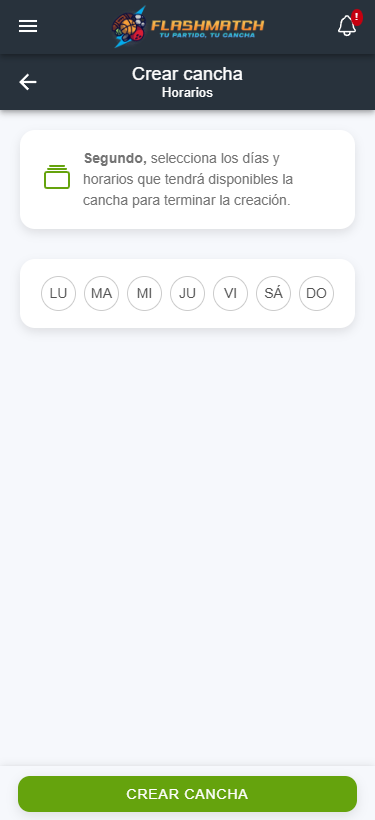 FLASHMATCH
TU PARTIDO, TU CANCHA
!
Crear cancha
Horarios
Segundo, selecciona los días y
horarios que tendrá disponibles la
cancha para terminar la creación.
LU MA MI JU VI SÁ DO
CREAR CANCHA